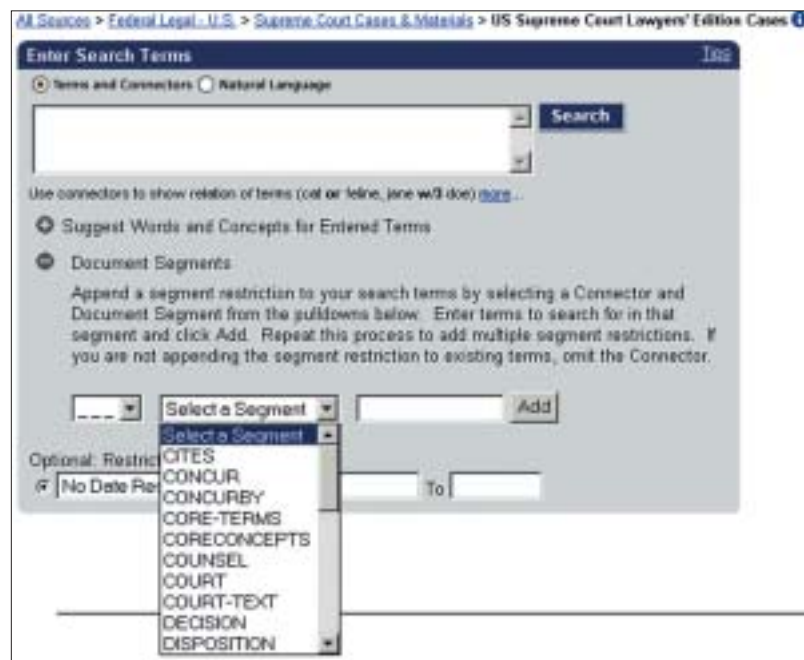 All Sources > Federal Legal - U.S. > Supreme Court Cases & Materials > US Supreme Court Lawyers' Edition Cases
Enter Search Terms Tips
Terms and Connectors Natural Language
Search
Use connectors to show relation of terms (cat or feline, jane w/3 doe) more...
Suggest Words and Concepts for Entered Terms
Document Segments
Append a segment restriction to your search terms by selecting a Connector and
Document Segment from the pulldowns below. Enter terms to search for in that
segment and click Add. Repeat this process to add multiple segment restrictions. If
you are not appending the segment restriction to existing terms, omit the Connector.
_ _ _ Select a Segment Add
Select a Segment
Optional: Restrict
CITES
CONCUR
No Date Re To
CONCURBY
CORE-TERMS
CORECONCEPTS
COUNSEL
COURT
COURT-TEXT
DECISION
DISPOSITION